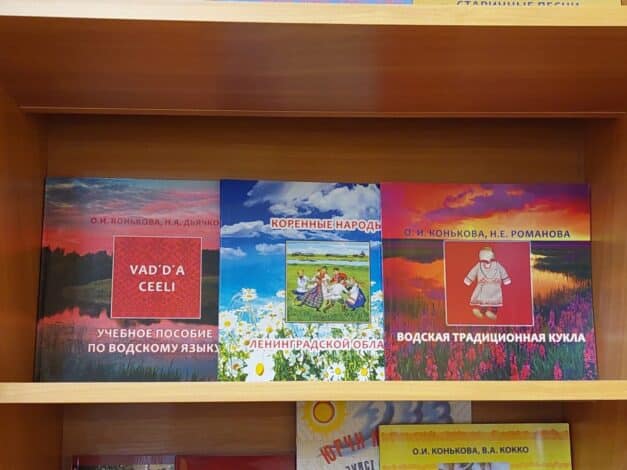 СТАРИННЫЕ ПЕСНИ
О.И. КОНЬКОВА, Н.А. ДЬЯЧКО
VAD'D'A
CEELI
УЧЕБНОЕ ПОСОБИЕ
ПО ВОДСКОМУ ЯЗЫКУ
КОРЕННЫЕ НАРОДЫ
ЛЕНИНГРАДСКОЙ ОБЛА
О.И. КОНЬКОВА, Н.Е. РОМАНОВА
ВОДСКАЯ ТРАДИЦИОННАЯ КУКЛА
О.И. КОНЬКОВА, В.А. КОККО